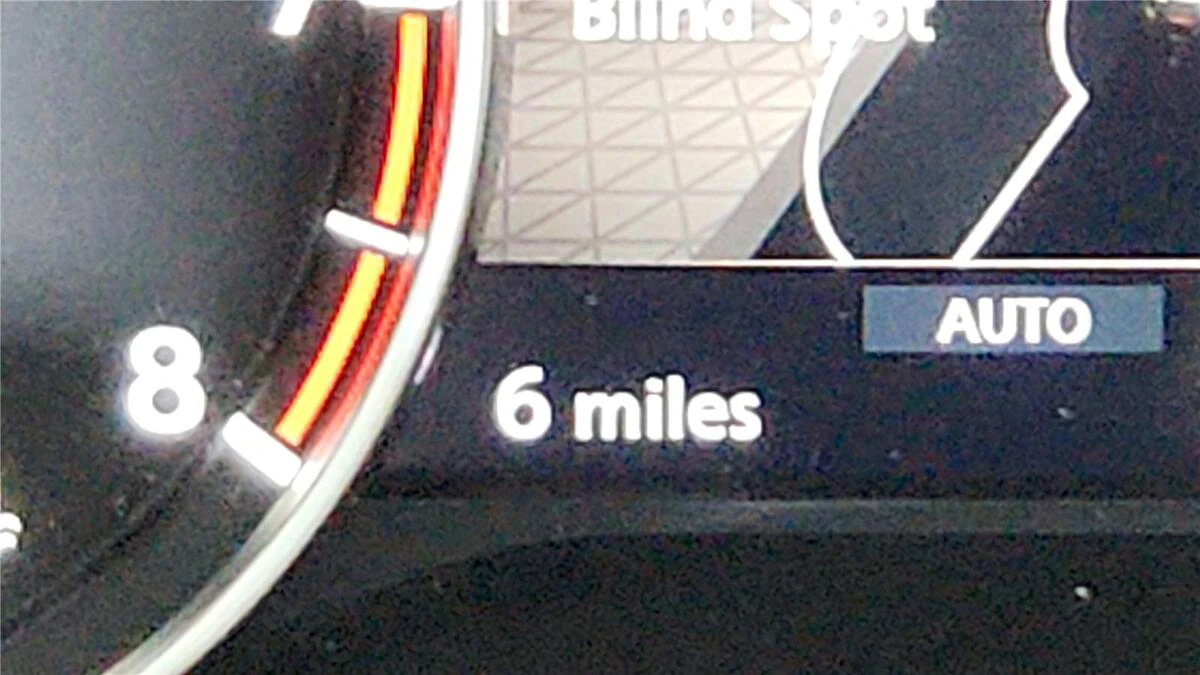 Blind Spot
AUTO
8
6 miles